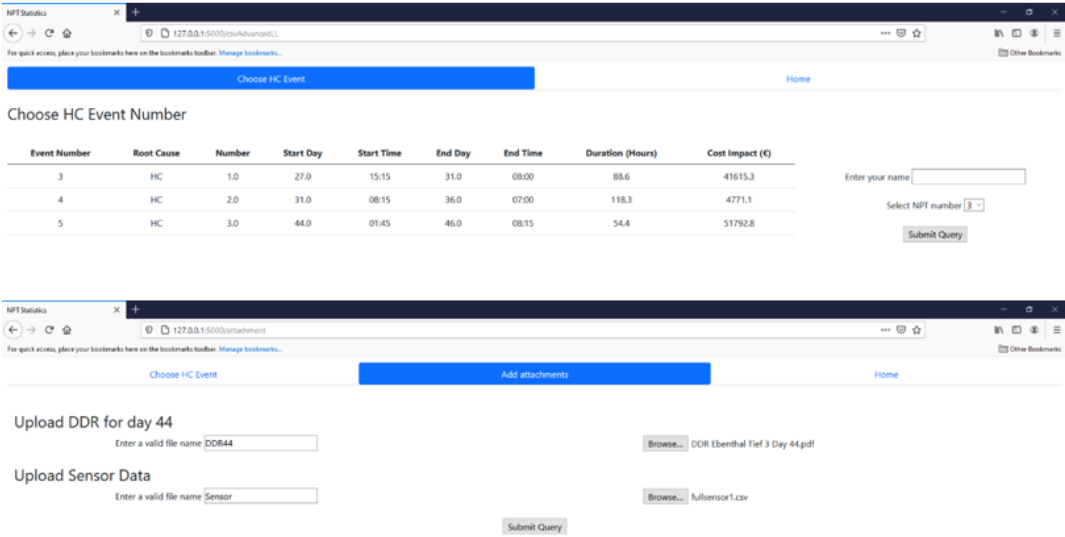 NPT Statistics
127.0.0.1:5000/csvAdvancedLL
For quick access, place your bookmarks here on the bookmarks toolbar. Manage bookmarks...
Other Bookmarks
Choose HC Event Home
Choose HC Event Number
Event Number Root Cause Number Start Day Start Time End Day End Time Duration (Hours) Cost Impact (€)
3 HC 1.0 27.0 15:15 31.0 08:00 88.6 41615.3
4 HC 2.0 31.0 08:15 36.0 07:00 118.3 4771.1
5 HC 3.0 44.0 01:45 46.0 08:15 54.4 51792.8
Enter your name
Select NPT number 3
Submit Query
NPT Statistics
127.0.0.1:5000/attachment
For quick access, place your bookmarks here on the bookmarks toolbar. Manage bookmarks...
Other Bookmarks
Choose HC Event Add attachments Home
Upload DDR for day 44
Enter a valid file name DDR44 Browse... DDR Ebenthal Tief 3 Day 44.pdf
Upload Sensor Data
Enter a valid file name Sensor Browse... fullsensor1.csv
Submit Query